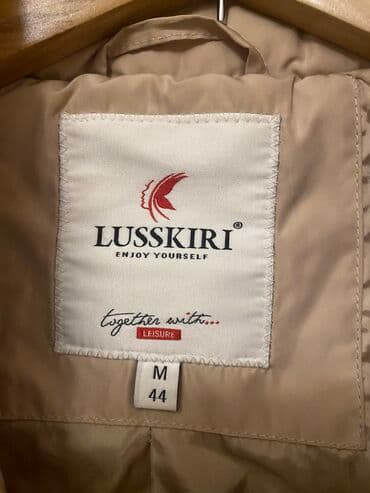 LUSSKIRI®
ENJOY YOURSELF
together with...
LEISURE
M
44